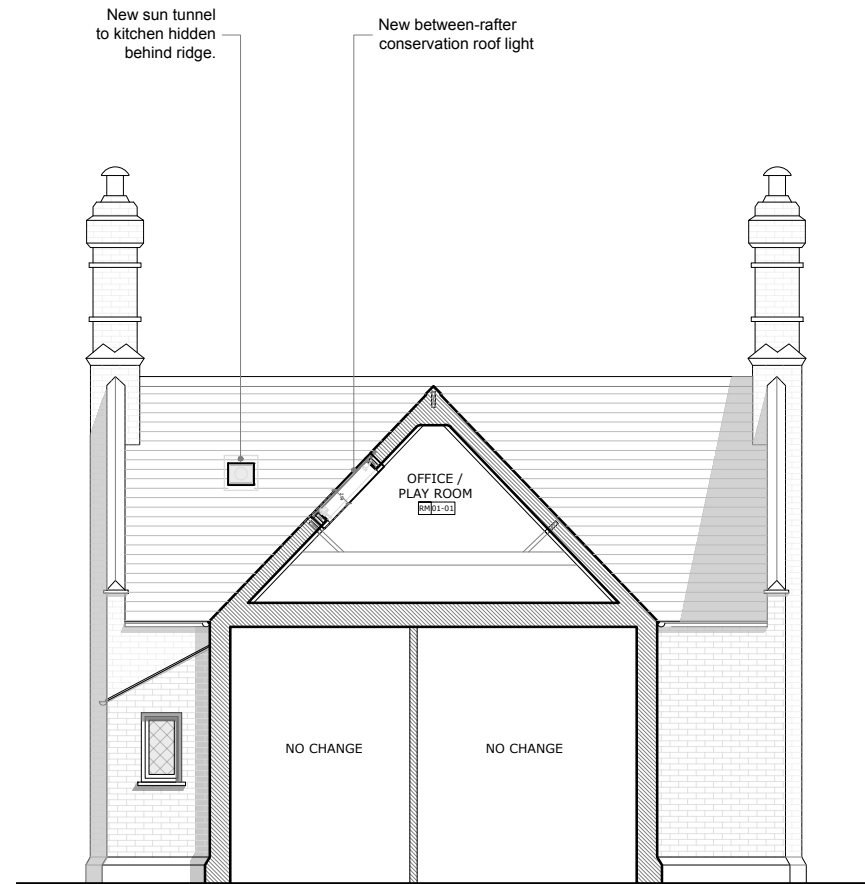 New sun tunnel
to kitchen hidden
behind ridge.
New between-rafter
conservation roof light
OFFICE /
PLAY ROOM
RM 01-01
NO CHANGE
NO CHANGE